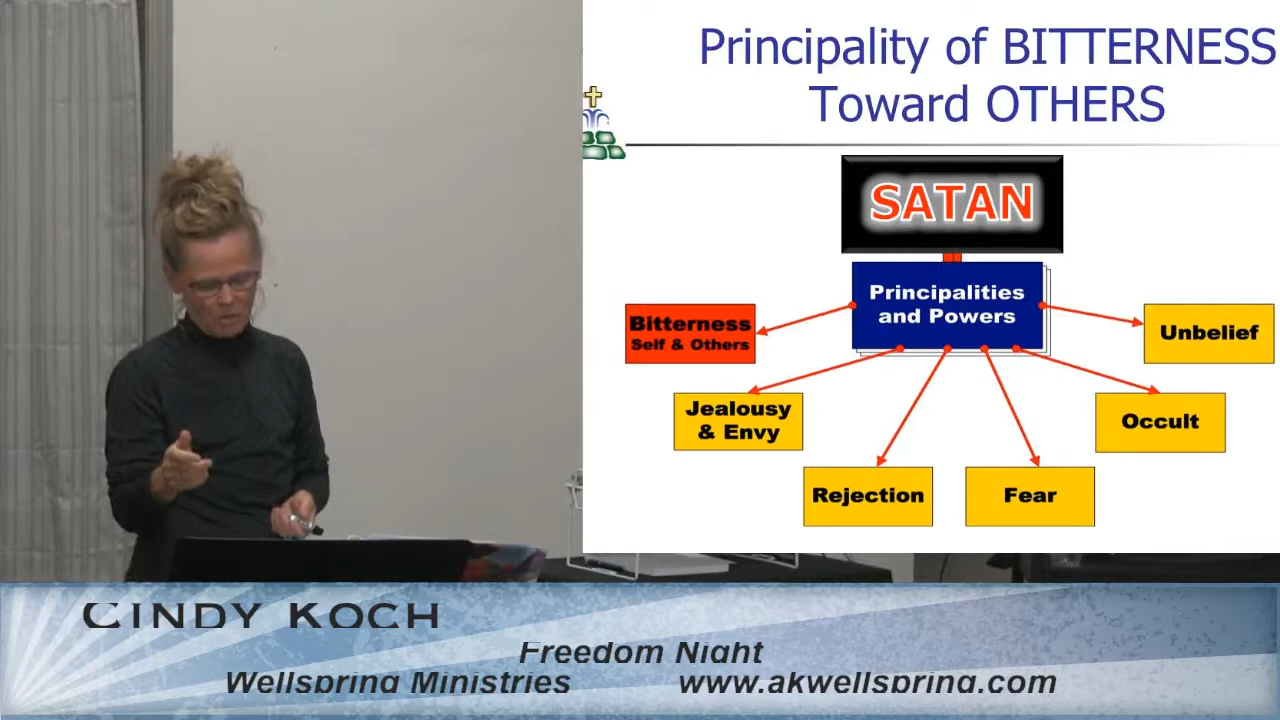 Principality of BITTERNESS
Toward OTHERS
SATAN
Principalities
and Powers
Bitterness
Self & Others
Unbelief
Jealousy
& Envy
Occult
Rejection
Fear
CINDY KOCH
Freedom Night
Wellspring Ministries www.akwellspring.com